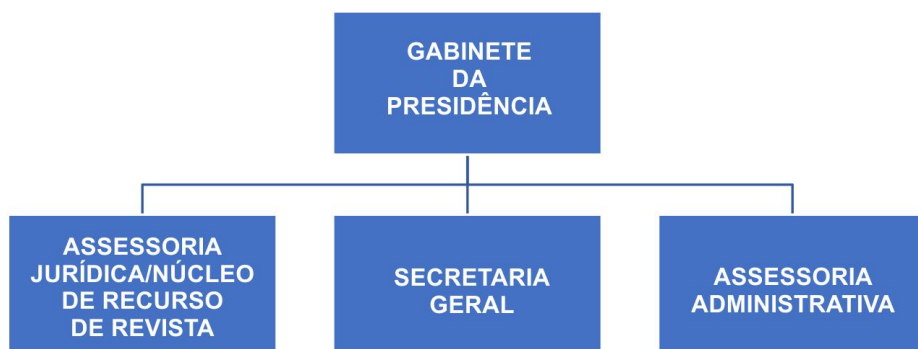 GABINETE
DA
PRESIDÊNCIA
ASSESSORIA
JURÍDICA/NÚCLEO
DE RECURSO
DE REVISTA
SECRETARIA
GERAL
ASSESSORIA
ADMINISTRATIVA